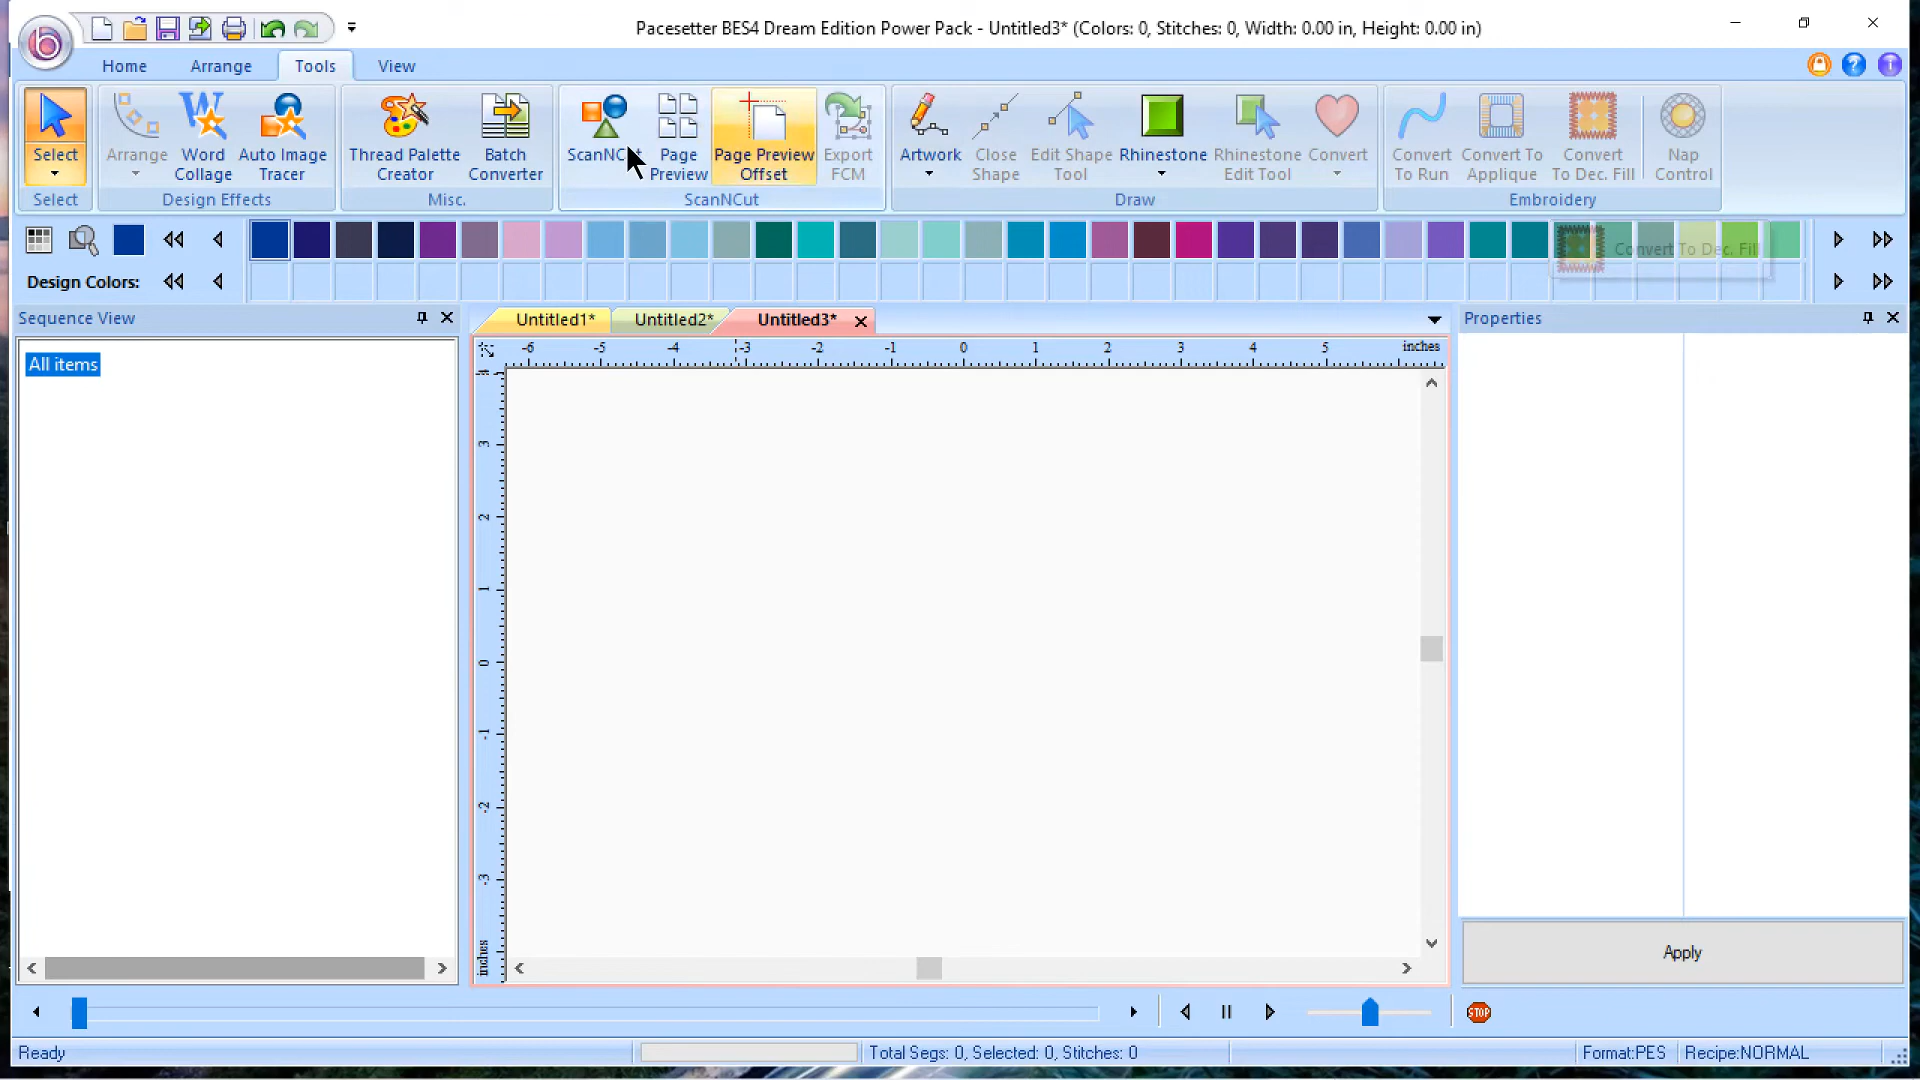 Pacesetter BES4 Dream Edition Power Pack - Untitled3* (Colors: 0, Stitches: 0, Width: 0.00 in, Height: 0.00 in)
Home Arrange Tools View
Select
Arrange
Word Collage
Auto Image Tracer
Thread Palette Creator
Batch Converter
Page Preview
Page Preview Offset
Export FCM
Artwork
Close Shape
Edit Shape Tool
Rhinestone
Rhinestone Edit Tool
Convert
Convert To Run
Convert To Applique
Convert To Dec. Fill
Nap Control
Select Design Effects Misc. ScanNCut Draw Embroidery
Convert To Dec. Fill
Design Colors:
Sequence View
Untitled1* Untitled2* Untitled3*
Properties
All items
-6 -5 -4 -3 -2 -1 0 1 2 3 4 5 inches
3
2
1
0
-1
-2
-3
inches
Apply
STOP
Ready
Total Segs: 0, Selected: 0, Stitches: 0
Format:PES
Recipe:NORMAL